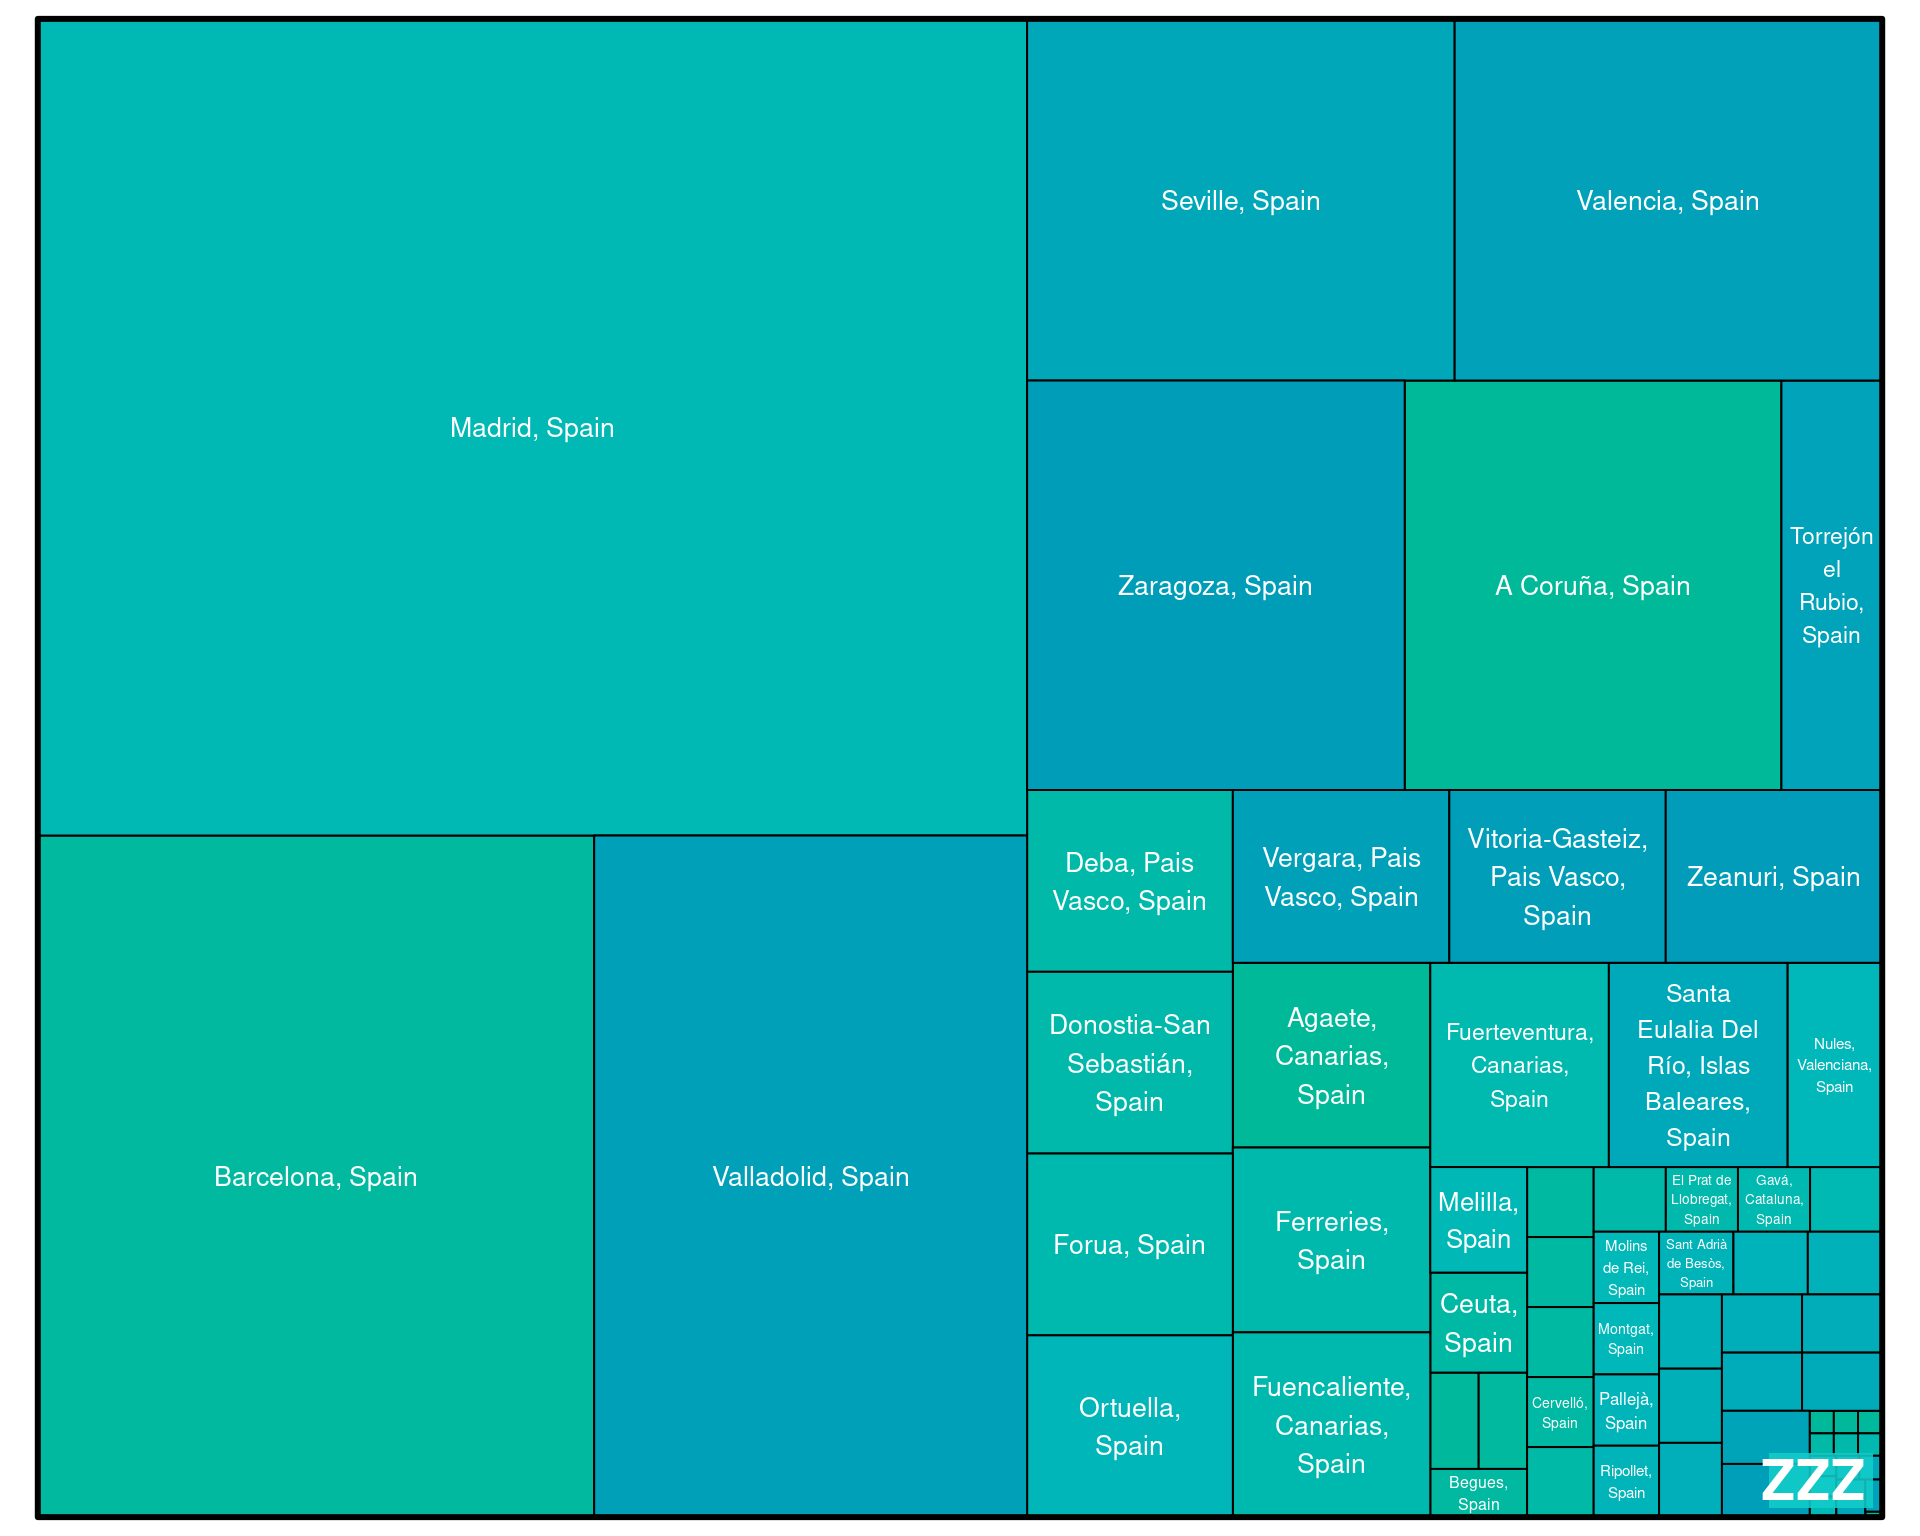 Madrid, Spain
Seville, Spain
Valencia, Spain
Zaragoza, Spain
A Coruña, Spain
Torrejón
el
Rubio,
Spain
Barcelona, Spain
Valladolid, Spain
Deba, Pais
Vasco, Spain
Vergara, Pais
Vasco, Spain
Vitoria-Gasteiz,
Pais Vasco,
Spain
Zeanuri, Spain
Donostia-San
Sebastián,
Spain
Agaete,
Canarias,
Spain
Fuerteventura,
Canarias,
Spain
Santa
Eulalia Del
Río, Islas
Baleares,
Spain
Nules,
Valenciana,
Spain
Forua, Spain
Ferreries,
Spain
Melilla,
Spain
El Prat de
Llobregat,
Spain
Gavá,
Cataluna,
Spain
Molins
de Rei,
Spain
Sant Adrià
de Besòs,
Spain
Ceuta,
Spain
Montgat,
Spain
Ortuella,
Spain
Fuencaliente,
Canarias,
Spain
Cervelló,
Spain
Pallejà,
Spain
Begues,
Spain
Ripollet,
Spain
ZZZ